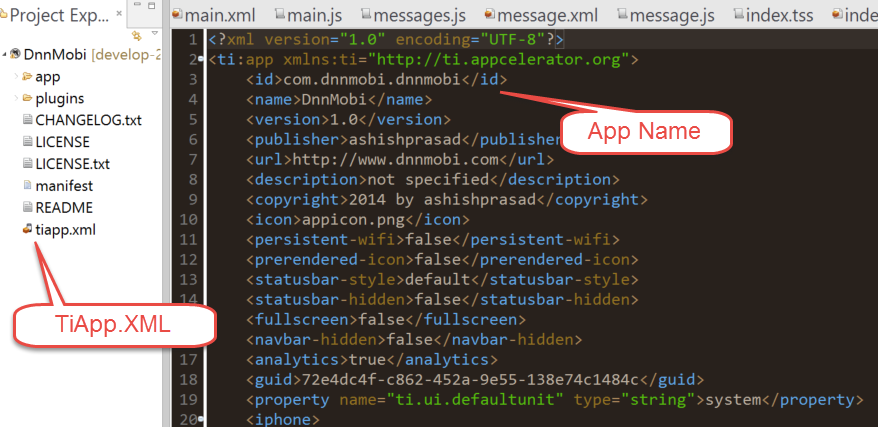 Project Expl...
DnnMobi [develop-2
app
plugins
CHANGELOG.txt
LICENSE
LICENSE.txt
manifest
README
tiapp.xml
TiApp.XML
main.xml main.js messages.js message.xml message.js index.tss inde
1 <?xml version="1.0" encoding="UTF-8"?>
2 <ti:app xmlns:ti="http://ti.appcelerator.org">
3 <id>com.dnnmobi.dnnmobi</id>
4 <name>DnnMobi</name>
5 <version>1.0</version>
6 <publisher>ashishprasad</publisher
7 <url>http://www.dnnmobi.com</url>
8 <description>not specified</description>
9 <copyright>2014 by ashishprasad</copyright>
10 <icon>appicon.png</icon>
11 <persistent-wifi>false</persistent-wifi>
12 <prerendered-icon>false</prerendered-icon>
13 <statusbar-style>default</statusbar-style>
14 <statusbar-hidden>false</statusbar-hidden>
<fullscreen>false</fullscreen>
<navbar-hidden>false</navbar-hidden>
17 <analytics>true</analytics>
18 <guid>72e4dc4f-c862-452a-9e55-138e74c1484c</guid>
19 <property name="ti.ui.defaultunit" type="string">system</property>
20 <iphone>
App Name